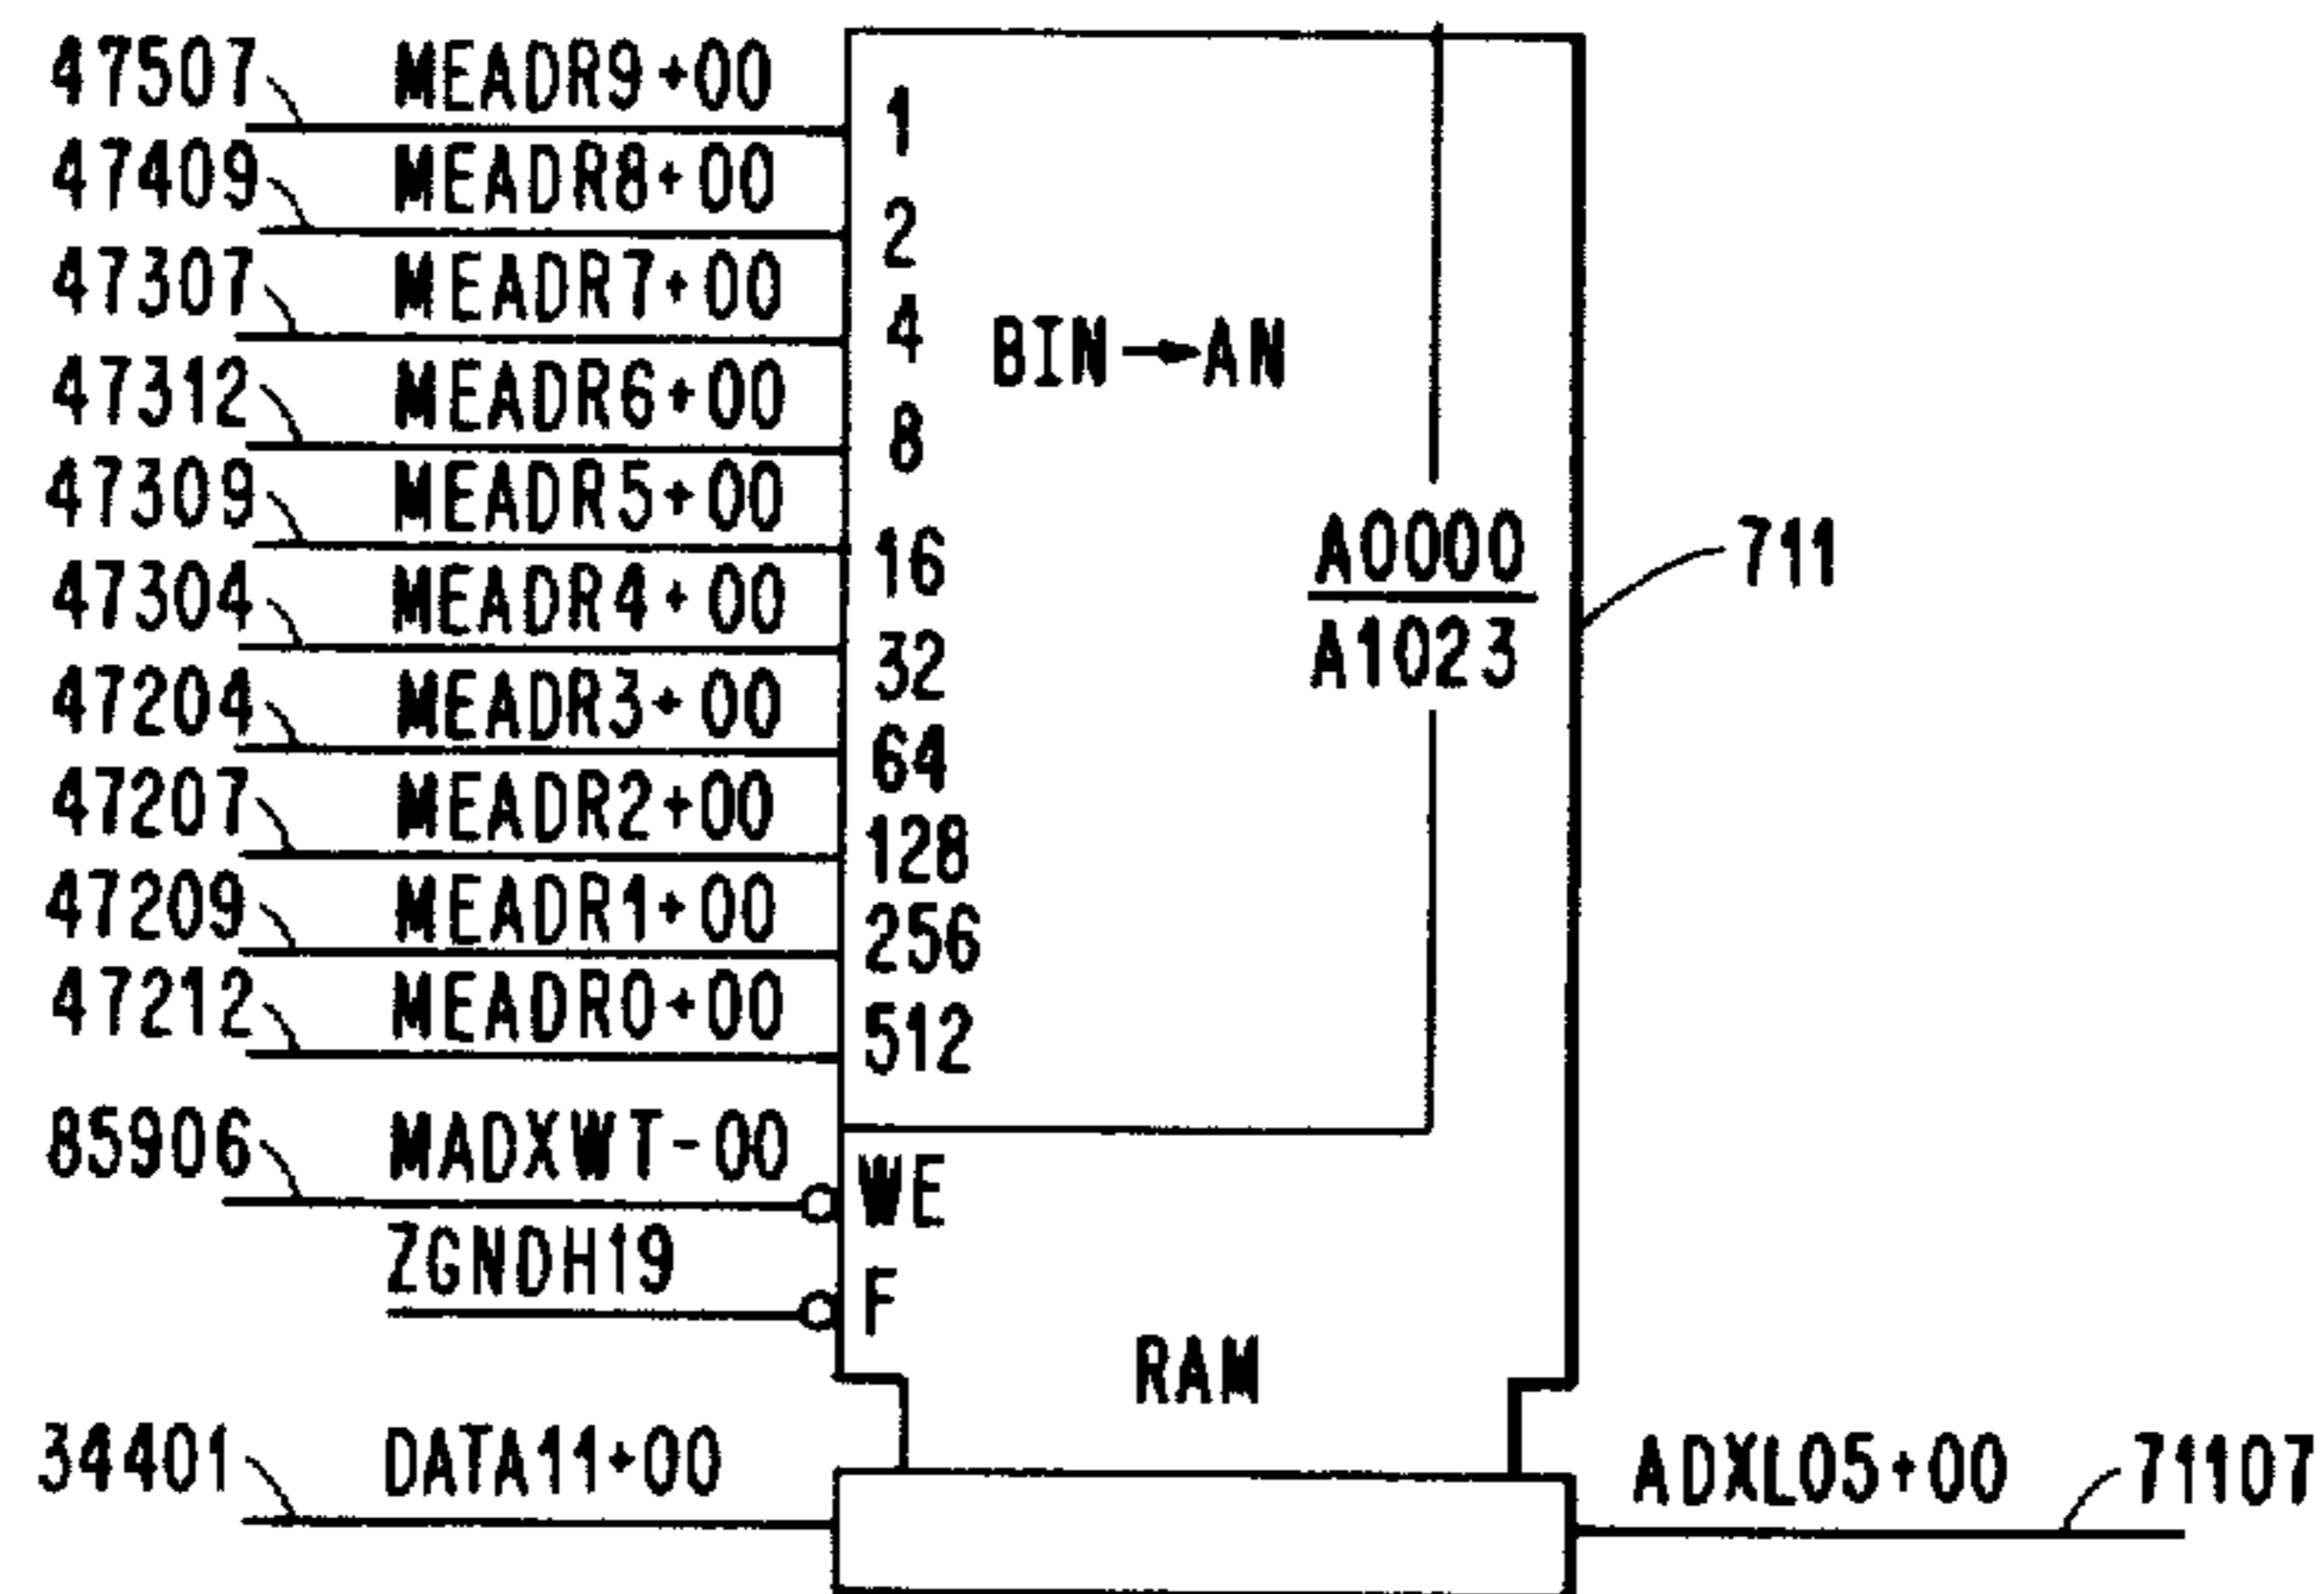 47507 MEADR9+00 1
47409 MEADR8+00 2
47307 MEADR7+00 4
BIN→AN
47312 MEADR6+00 8
47309 MEADR5+00 16
A0000
A1023
711
47304 MEADR4+00 32
47204 MEADR3+00 64
47207 MEADR2+00 128
47209 MEADR1+00 256
47212 MEADR0+00 512
85906 MADXWT-00 WE
ZGNDH19 F
RAM
34401 DATA11+00
ADXL05+00 71107